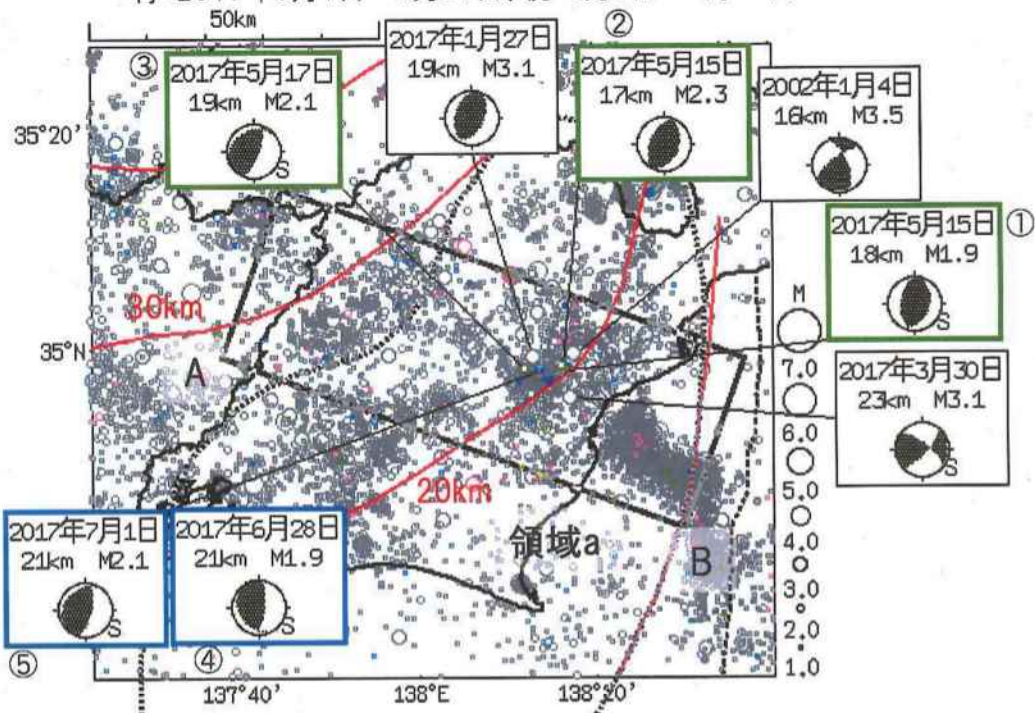 50km
②
③
2017年5月17日
19km M2.1
S
2017年1月27日
19km M3.1
2017年5月15日
17km M2.3
2002年1月4日
16km M3.5
2017年5月15日
18km M1.9
S
①
35°20'
30km
35°N
A
M
7.0
6.0
5.0
4.0
3.0
2.0
1.0
2017年3月30日
23km M3.1
S
20km
領域a
B
2017年7月1日
21km M2.1
S
2017年6月28日
21km M1.9
S
⑤
④
137°40'
138°E
138°20'